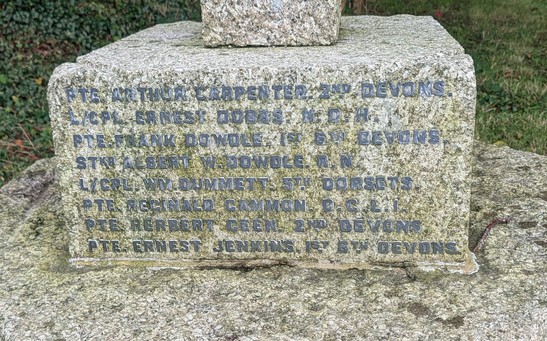 PTE. ARTHUR CARPENTER, 2ND DEVONS.
L/CPL. ERNEST DOBBS, N. D. H.
PTE. FRANK DOWDLE, 1ST 6TH DEVONS.
STR ALBERT W. DOWDLE, R. N.
L/CPL. WM. DUMMETT, 5TH DORSETS.
PTE. REGINALD GAMMON, D. C. L. I.
PTE. HERBERT GEEN, 2ND DEVONS.
PTE. ERNEST JENKINS, 1ST 6TH DEVONS.